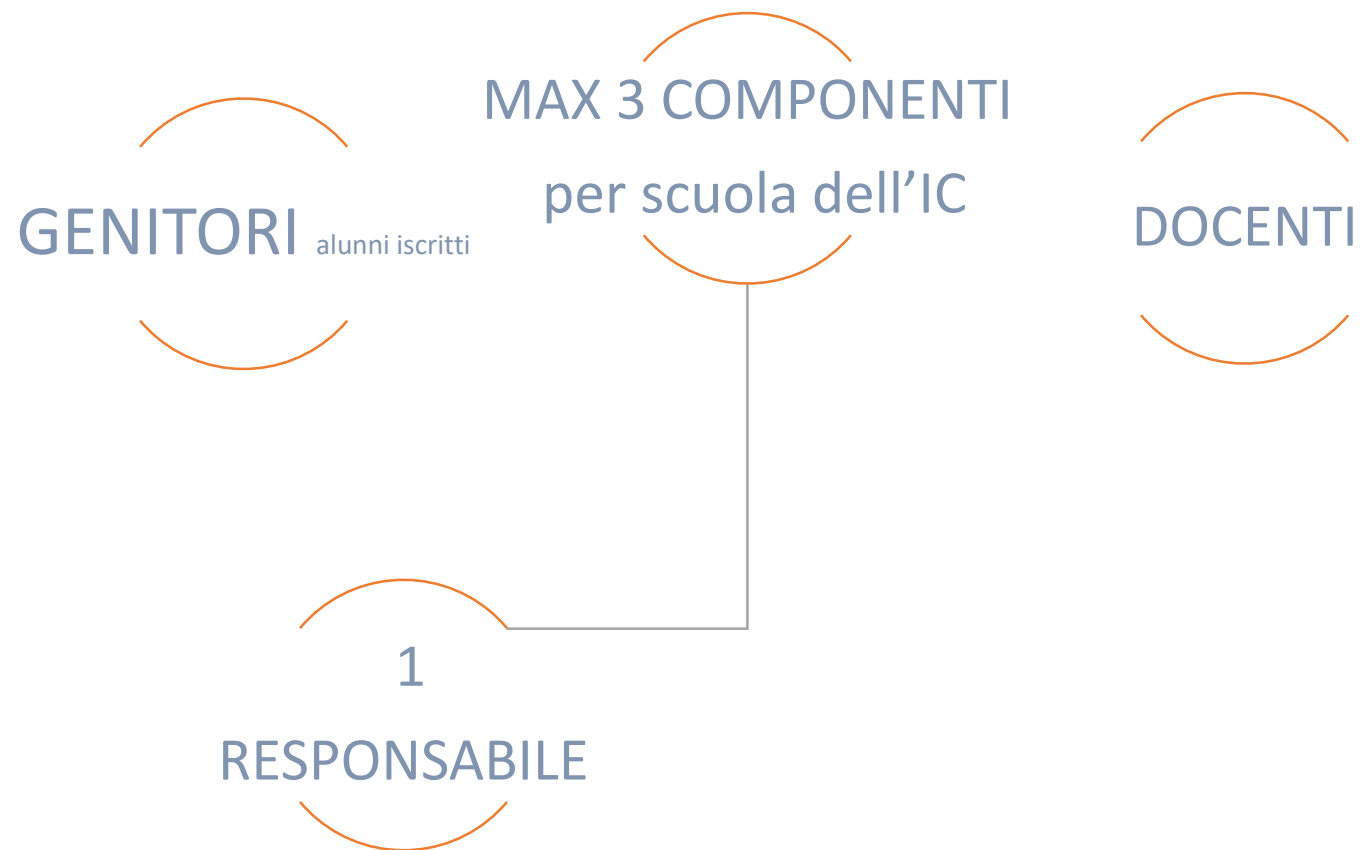 MAX 3 COMPONENTI
per scuola dell’IC
GENITORI alunni iscritti
DOCENTI
1
RESPONSABILE